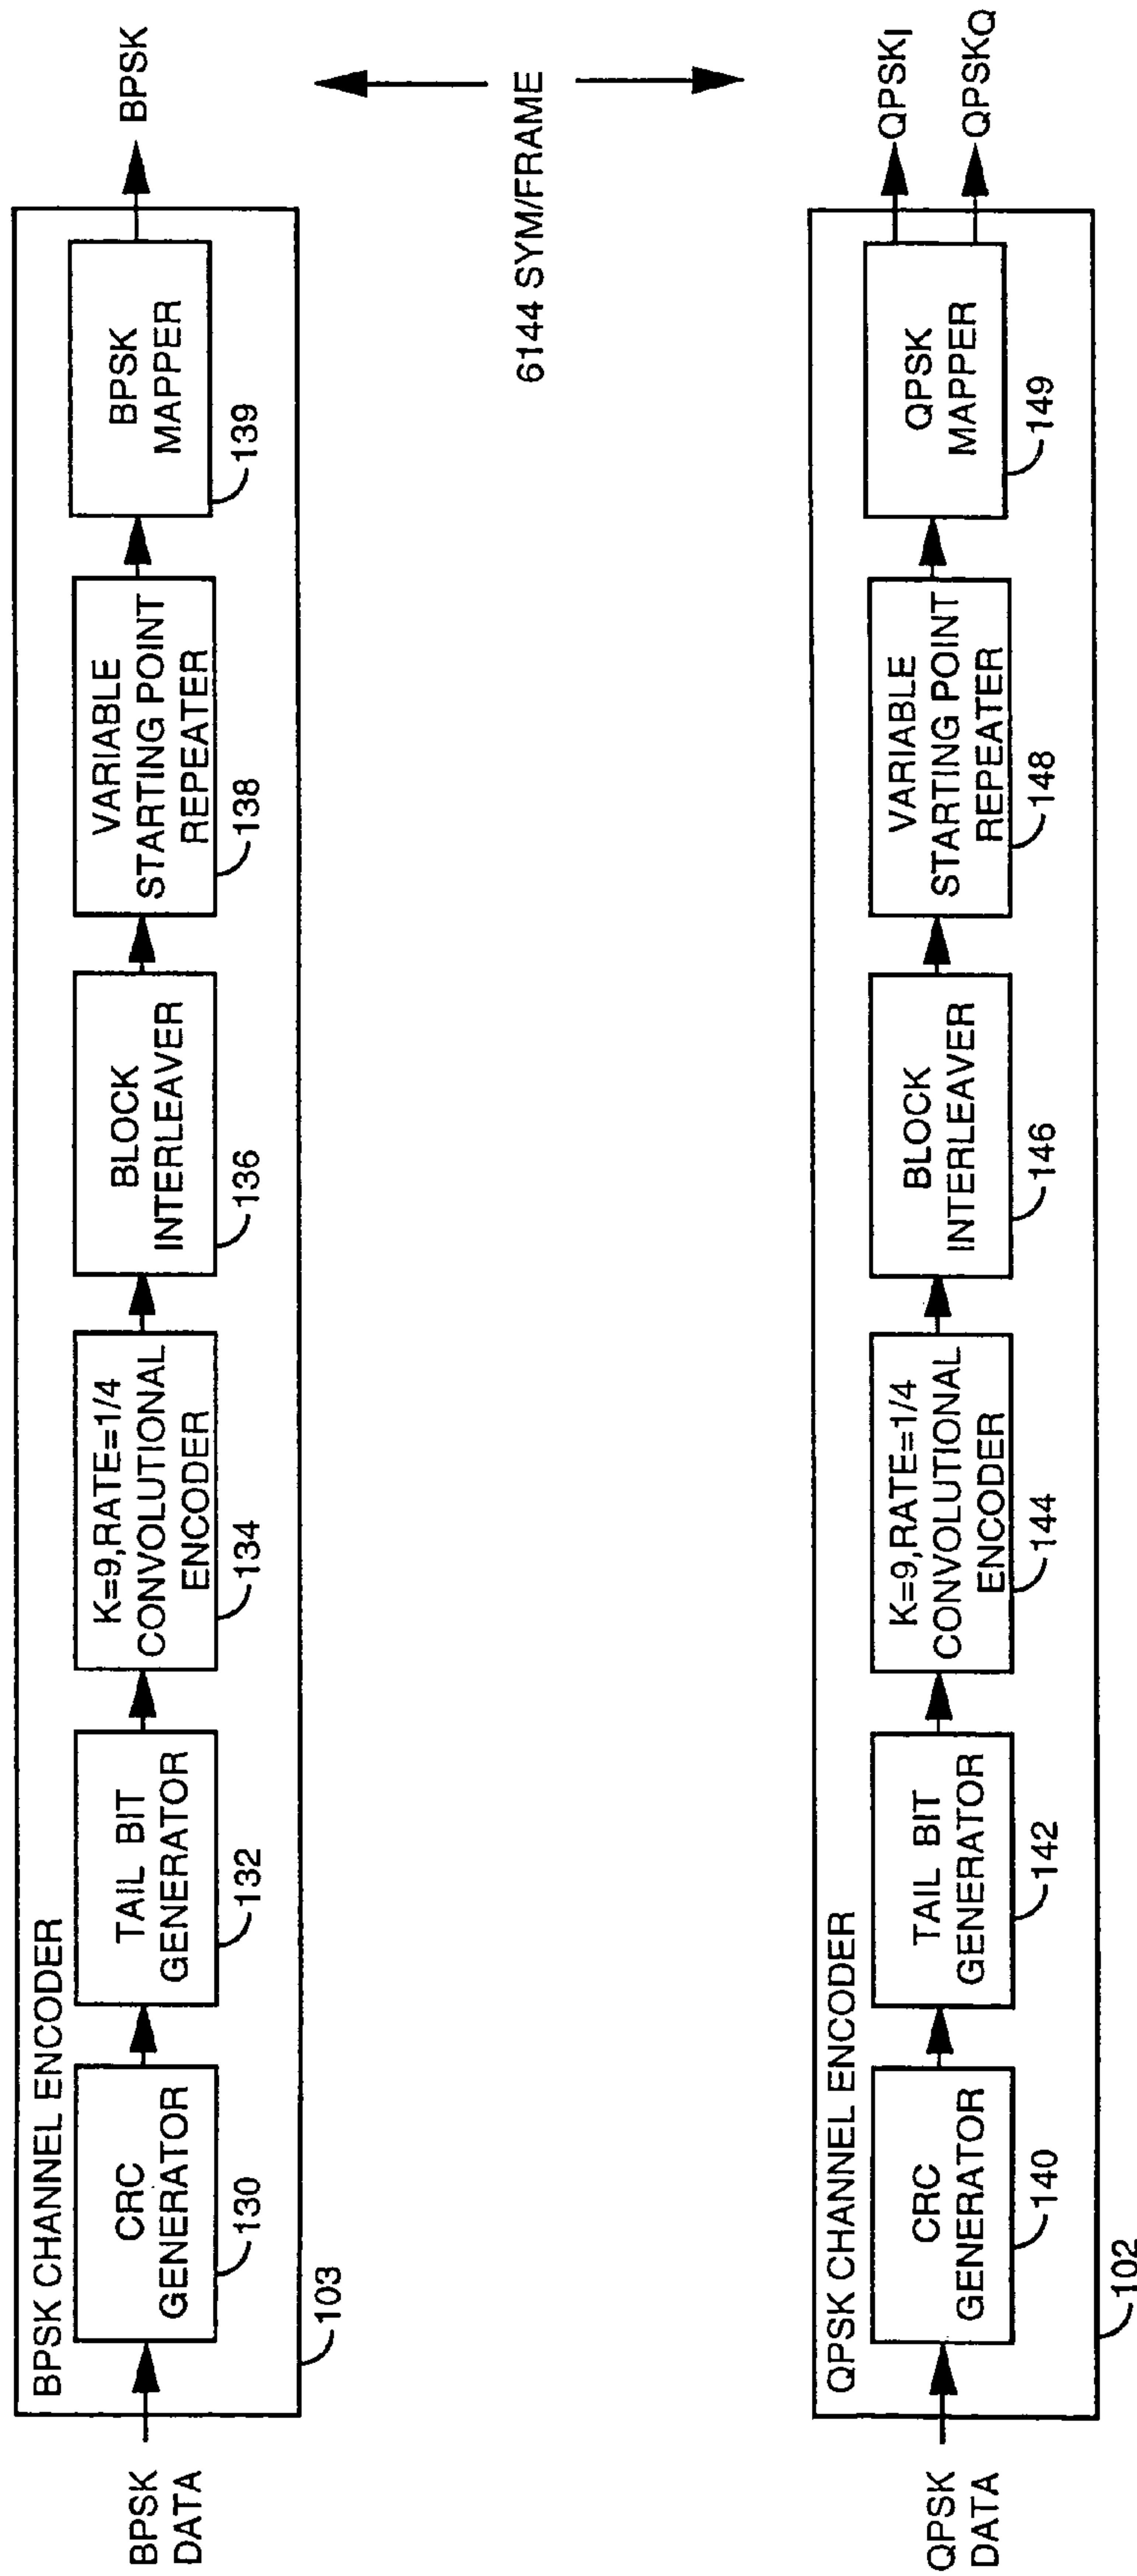 BPSK CHANNEL ENCODER
BPSK
DATA
CRC
GENERATOR
130
TAIL BIT
GENERATOR
132
K=9,RATE=1/4
CONVOLUTIONAL
ENCODER
134
BLOCK
INTERLEAVER
136
VARIABLE
STARTING POINT
REPEATER
138
BPSK
MAPPER
139
BPSK
103
6144 SYM/FRAME
QPSK CHANNEL ENCODER
QPSK
DATA
CRC
GENERATOR
140
TAIL BIT
GENERATOR
142
K=9,RATE=1/4
CONVOLUTIONAL
ENCODER
144
BLOCK
INTERLEAVER
146
VARIABLE
STARTING POINT
REPEATER
148
QPSK
MAPPER
149
QPSKI
QPSKQ
102